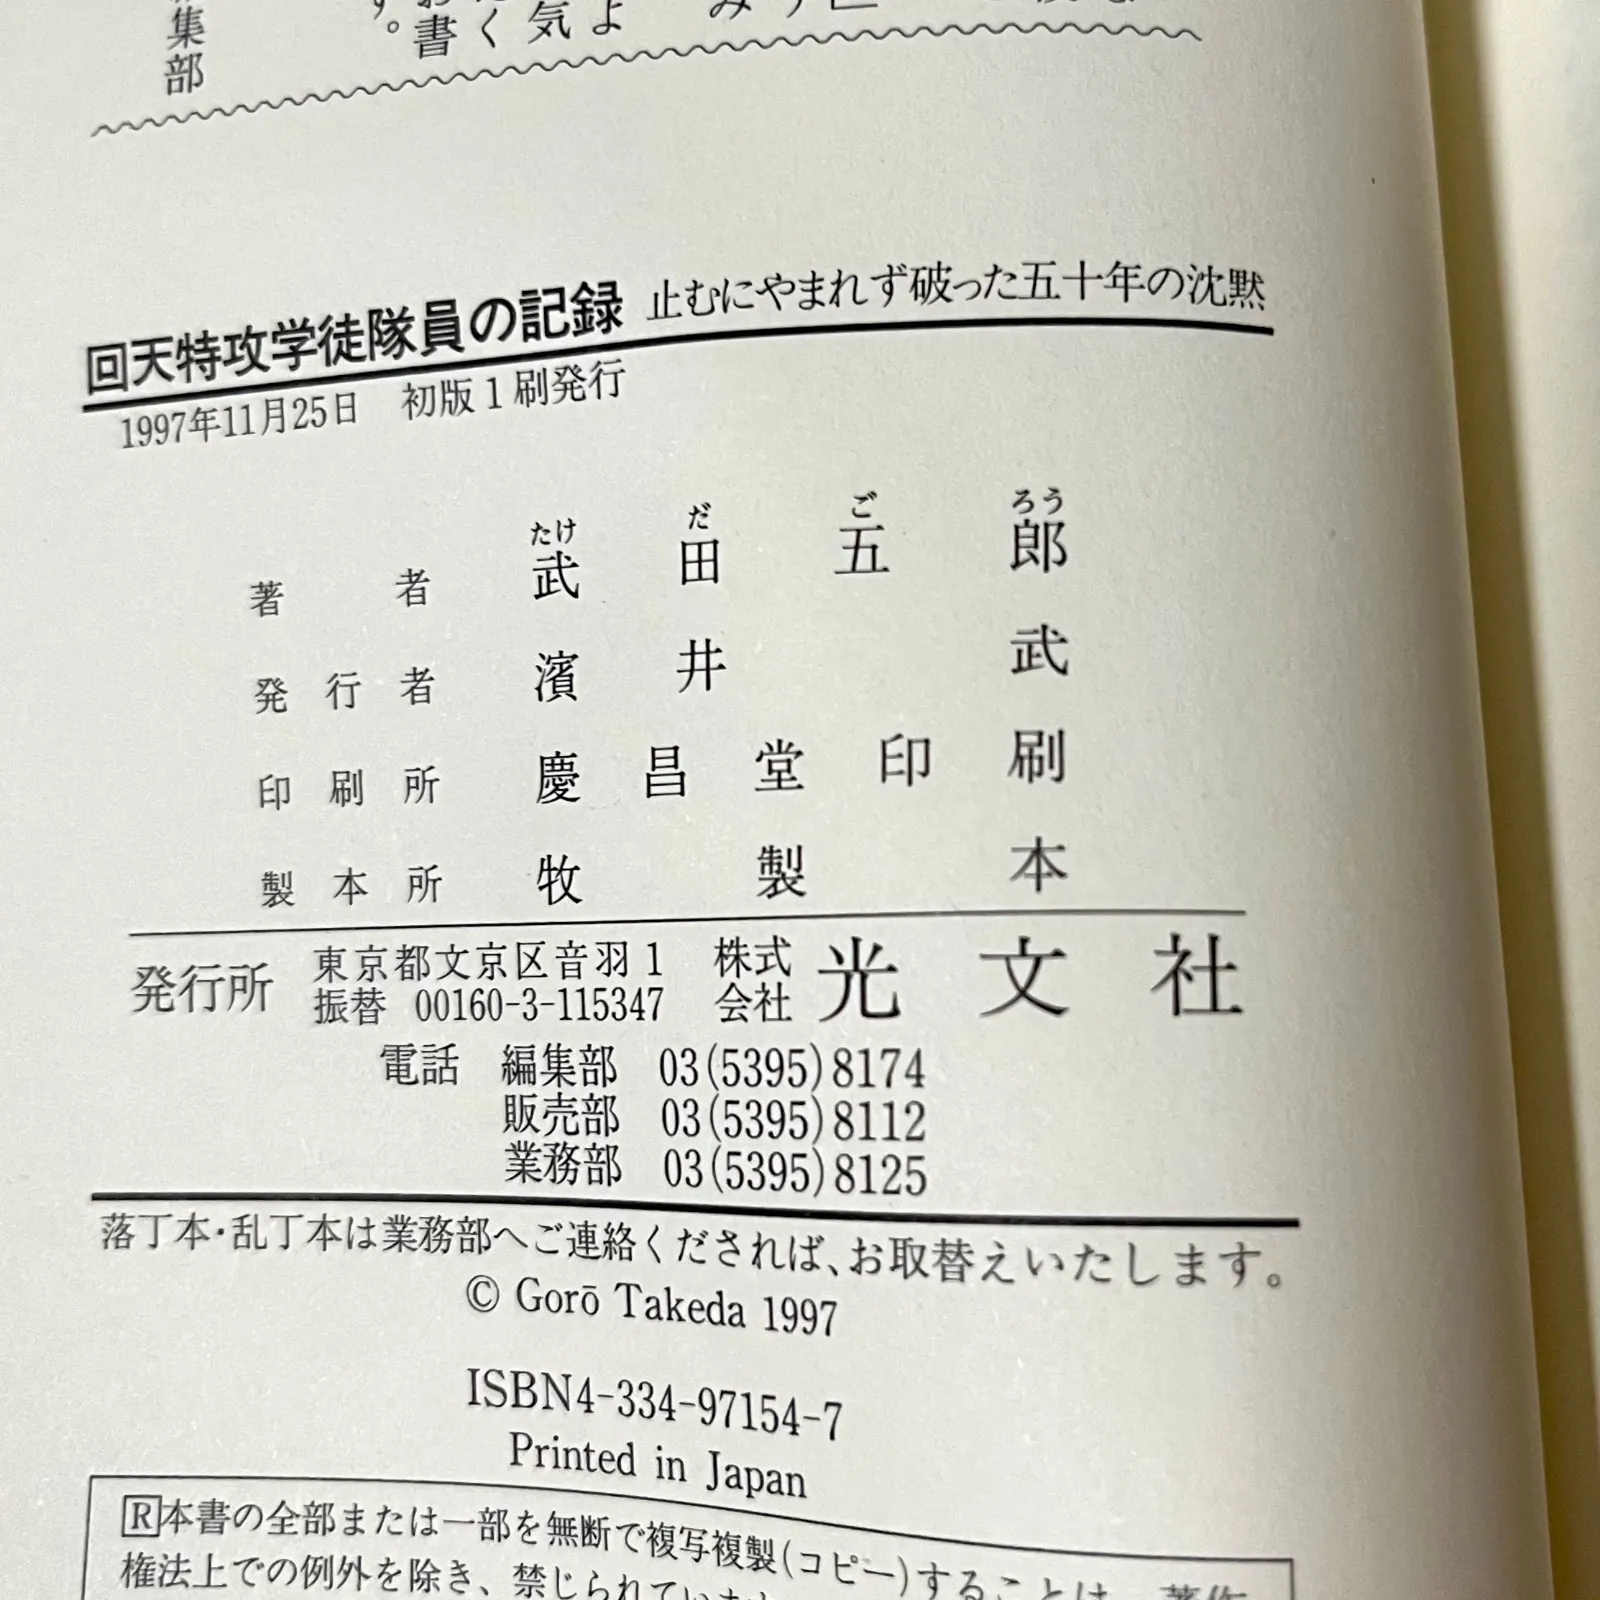 集部
お書
く
気
よ
す。
回天特攻学徒隊員の記録 止むにやまれず破った五十年の沈黙
1997年11月25日 初版1刷発行
たけ だ ご ろう
著者 武田五郎
発行者 濱井武
印刷所 慶昌堂印刷
製本所 牧製本
発行所 東京都文京区音羽1 株式会社 光文社
振替 00160-3-115347
電話 編集部 03(5395)8174
販売部 03(5395)8112
業務部 03(5395)8125
落丁本・乱丁本は業務部へご連絡くだされば、お取替えいたします。
© Gorō Takeda 1997
ISBN4-334-97154-7
Printed in Japan
R本書の全部または一部を無断で複写複製(コピー)することは、著作
権法上での例外を除き、禁じられています